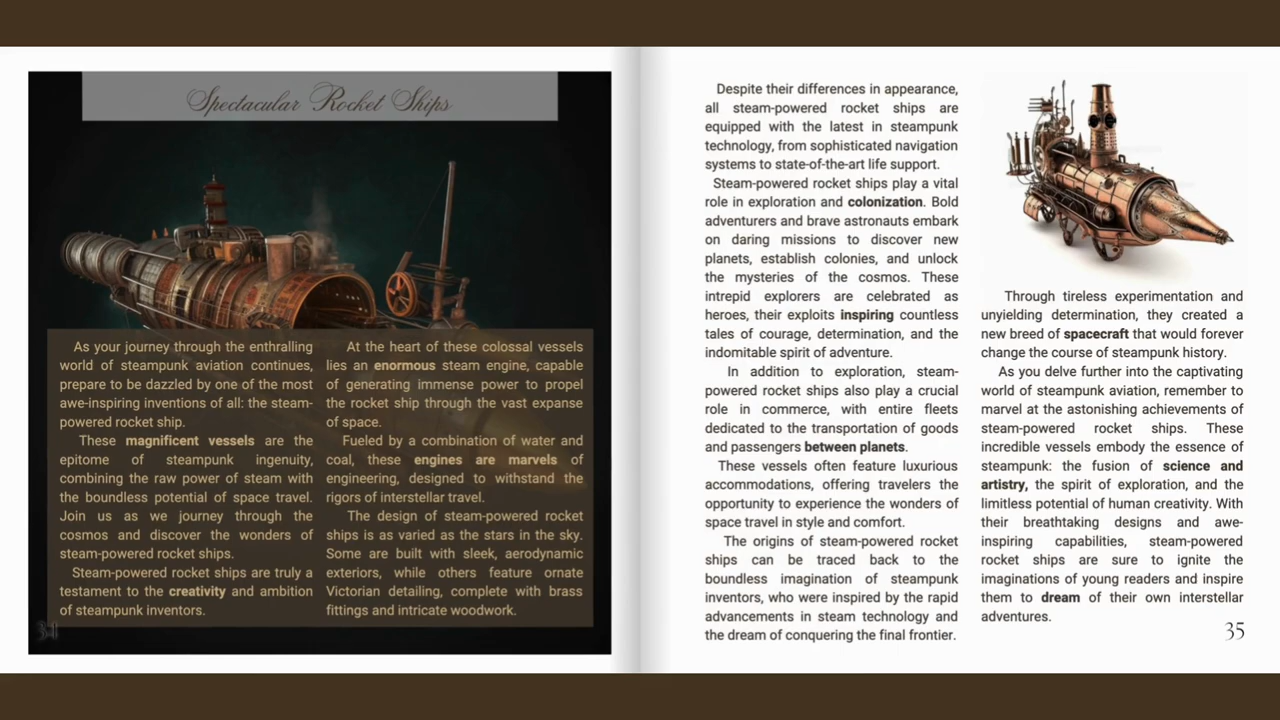 Spectacular Rocket Ships
As your journey through the enthralling
world of steampunk aviation continues,
prepare to be dazzled by one of the most
awe-inspiring inventions of all: the steam-
powered rocket ship.
These magnificent vessels are the
epitome of steampunk ingenuity,
combining the raw power of steam with
the boundless potential of space travel.
Join us as we journey through the
cosmos and discover the wonders of
steam-powered rocket ships.
Steam-powered rocket ships are truly a
testament to the creativity and ambition
of steampunk inventors.
34
At the heart of these colossal vessels
lies an enormous steam engine, capable
of generating immense power to propel
the rocket ship through the vast expanse
of space.
Fueled by a combination of water and
coal, these engines are marvels of
engineering, designed to withstand the
rigors of interstellar travel.
The design of steam-powered rocket
ships is as varied as the stars in the sky.
Some are built with sleek, aerodynamic
exteriors, while others feature ornate
Victorian detailing, complete with brass
fittings and intricate woodwork.
Despite their differences in appearance,
all steam-powered rocket ships are
equipped with the latest in steampunk
technology, from sophisticated navigation
systems to state-of-the-art life support.
Steam-powered rocket ships play a vital
role in exploration and colonization. Bold
adventurers and brave astronauts embark
on daring missions to discover new
planets, establish colonies, and unlock
the mysteries of the cosmos. These
intrepid explorers are celebrated as
heroes, their exploits inspiring countless
tales of courage, determination, and the
indomitable spirit of adventure.
In addition to exploration, steam-
powered rocket ships also play a crucial
role in commerce, with entire fleets
dedicated to the transportation of goods
and passengers between planets.
These vessels often feature luxurious
accommodations, offering travelers the
opportunity to experience the wonders of
space travel in style and comfort.
The origins of steam-powered rocket
ships can be traced back to the
boundless imagination of steampunk
inventors, who were inspired by the rapid
advancements in steam technology and
the dream of conquering the final frontier.
Through tireless experimentation and
unyielding determination, they created a
new breed of spacecraft that would forever
change the course of steampunk history.
As you delve further into the captivating
world of steampunk aviation, remember to
marvel at the astonishing achievements of
steam-powered rocket ships. These
incredible vessels embody the essence of
steampunk: the fusion of science and
artistry, the spirit of exploration, and the
limitless potential of human creativity. With
their breathtaking designs and awe-
inspiring capabilities, steam-powered
rocket ships are sure to ignite the
imaginations of young readers and inspire
them to dream of their own interstellar
adventures.
35